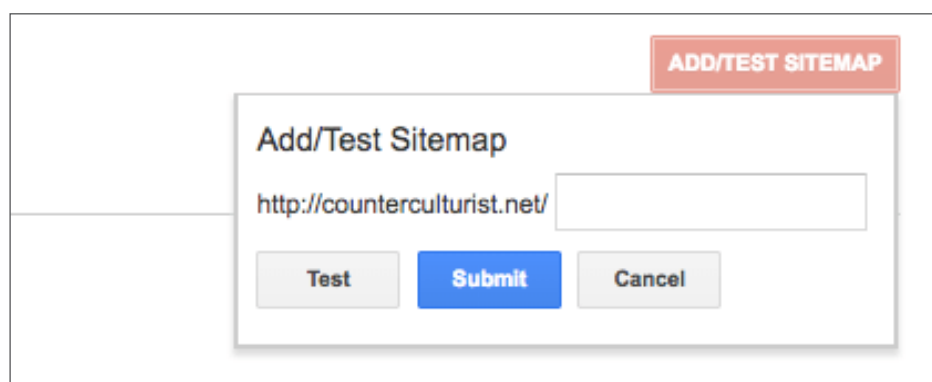 ADD/TEST SITEMAP
Add/Test Sitemap
http://counterculturist.net/
Test Submit Cancel